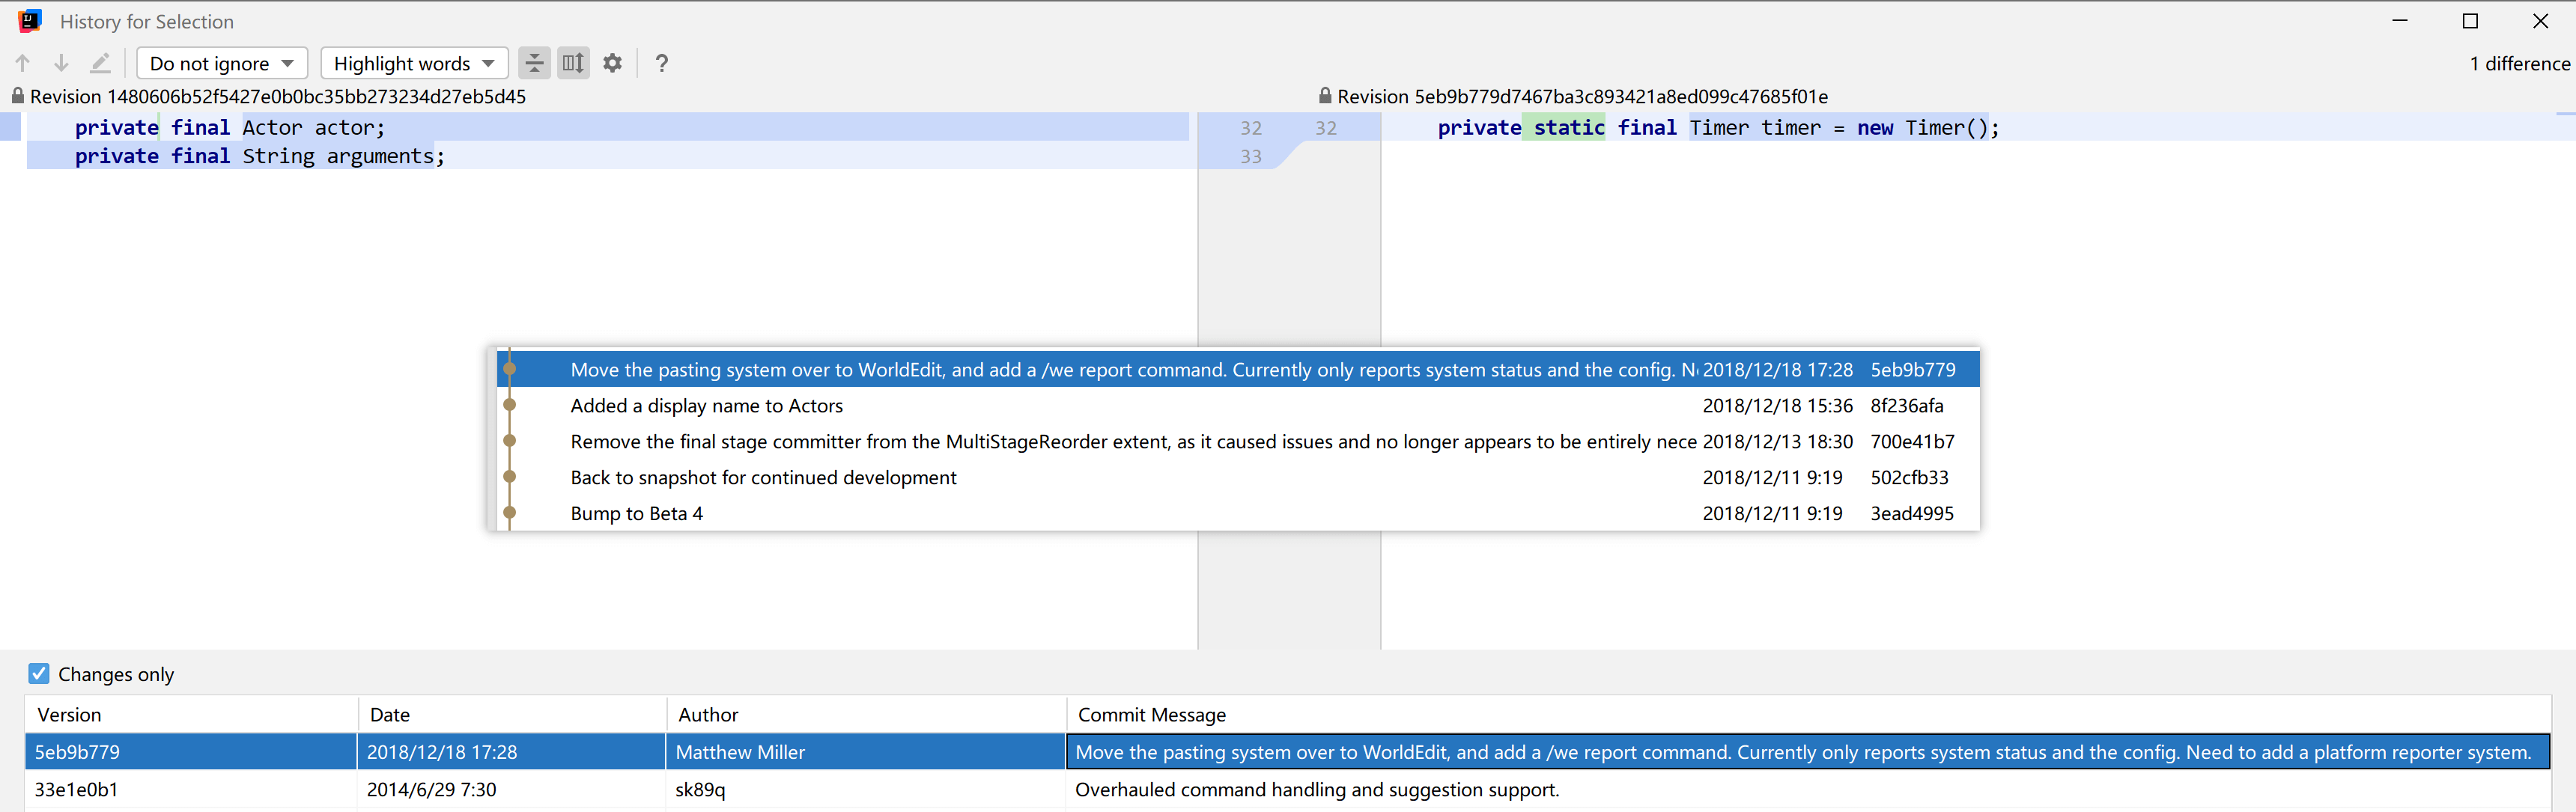 History for Selection
Do not ignore Highlight words ? 1 difference
Revision 1480606b52f5427e0b0bc35bb273234d27eb5d45 Revision 5eb9b779d7467ba3c893421a8ed099c47685f01e
private final Actor actor; 32 32 private static final Timer timer = new Timer();
private final String arguments; 33
Move the pasting system over to WorldEdit, and add a /we report command. Currently only reports system status and the config. 2018/12/18 17:28 5eb9b779
Added a display name to Actors 2018/12/18 15:36 8f236afa
Remove the final stage committer from the MultiStageReorder extent, as it caused issues and no longer appears to be entirely nece 2018/12/13 18:30 700e41b7
Back to snapshot for continued development 2018/12/11 9:19 502cfb33
Bump to Beta 4 2018/12/11 9:19 3ead4995
Changes only
Version Date Author Commit Message
5eb9b779 2018/12/18 17:28 Matthew Miller Move the pasting system over to WorldEdit, and add a /we report command. Currently only reports system status and the config. Need to add a platform reporter system.
33e1e0b1 2014/6/29 7:30 sk89q Overhauled command handling and suggestion support.